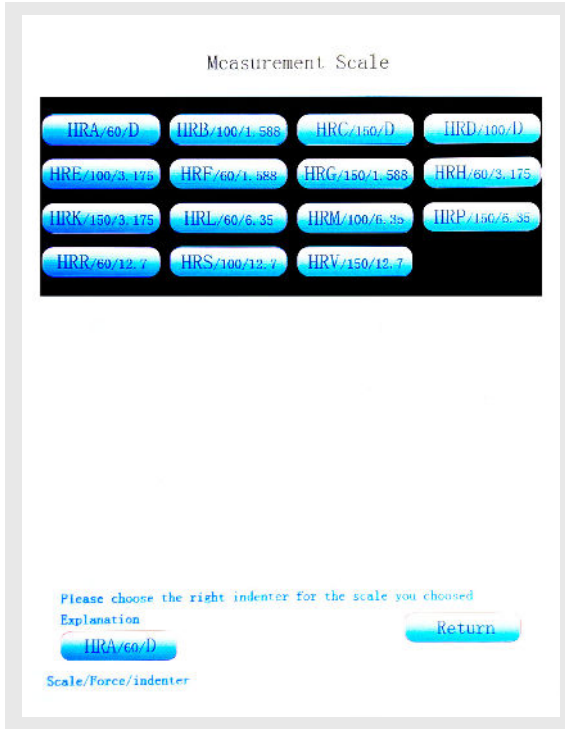 Measurement Scale
HRA/60/D HRB/100/1.588 HRC/150/D HRD/100/D
HRE/100/3.175 HRF/60/1.588 HRG/150/1.588 HRH/60/3.175
HRK/150/3.175 HRL/60/6.35 HRM/100/6.35 HRP/150/6.35
HRR/60/12.7 HRS/100/12.7 HRV/150/12.7
Please choose the right indenter for the scale you choosed
Explanation
HRA/60/D
Return
Scale/Force/indenter